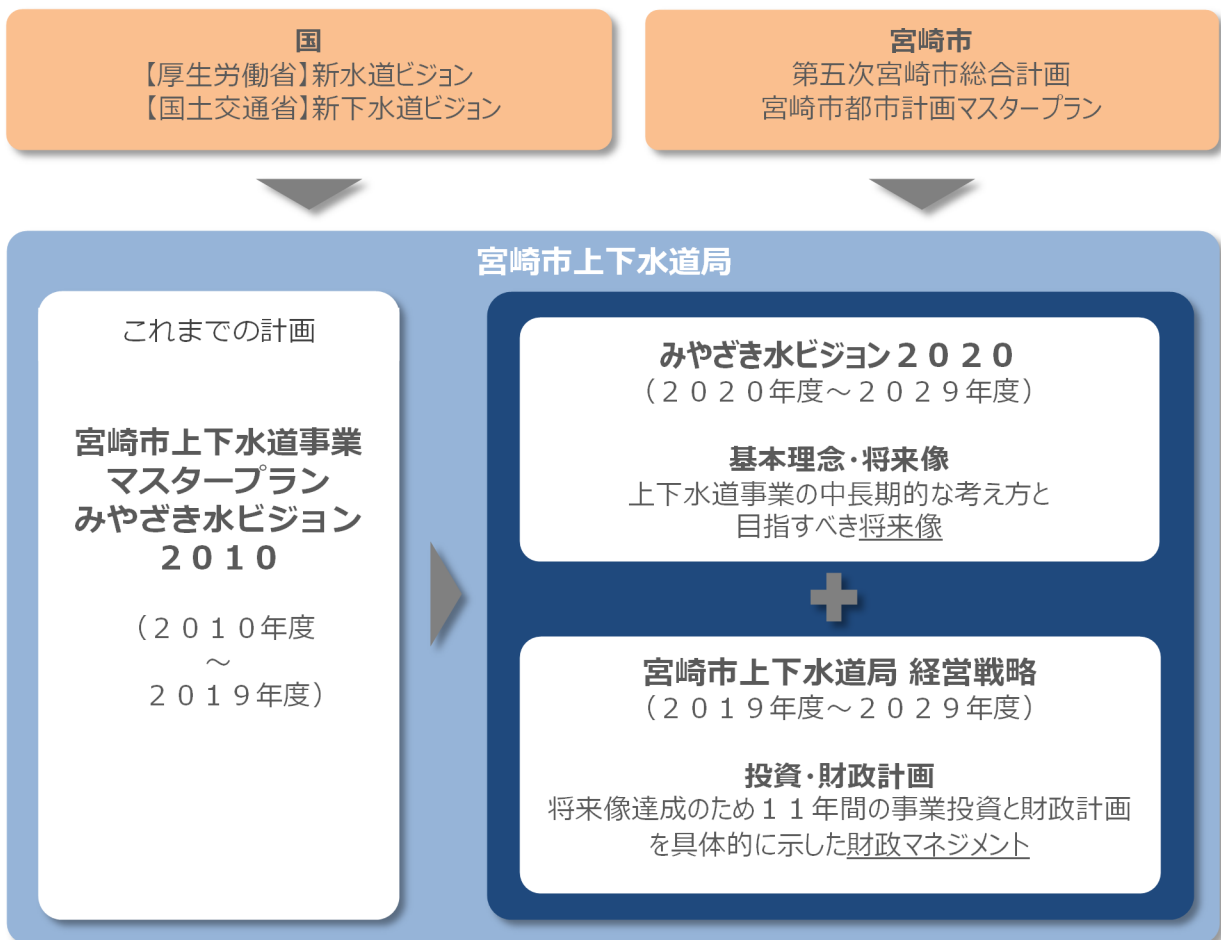 国
【厚生労働省】新水道ビジョン
【国土交通省】新下水道ビジョン
宮崎市
第五次宮崎市総合計画
宮崎市都市計画マスタープラン
宮崎市上下水道局
これまでの計画
宮崎市上下水道事業
マスタープラン
みやざき水ビジョン
２０１０
（２０１０年度
～
２０１９年度）
みやざき水ビジョン２０２０
（２０２０年度～２０２９年度）
基本理念・将来像
上下水道事業の中長期的な考え方と
目指すべき将来像
宮崎市上下水道局 経営戦略
（２０１９年度～２０２９年度）
投資・財政計画
将来像達成のため１１年間の事業投資と財政計画
を具体的に示した財政マネジメント